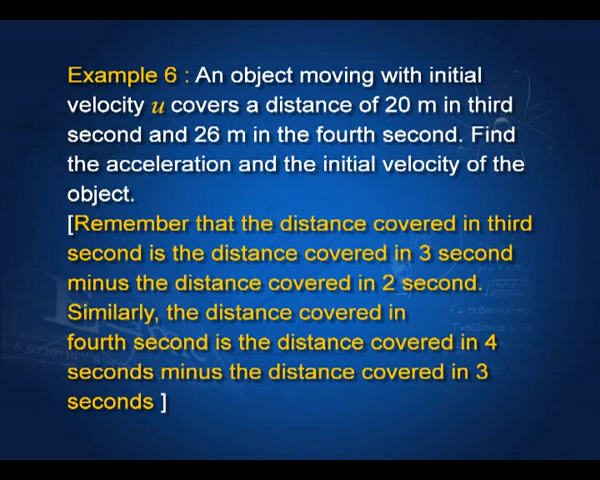 Example 6 : An object moving with initial
velocity u covers a distance of 20 m in third
second and 26 m in the fourth second. Find
the acceleration and the initial velocity of the
object.
[Remember that the distance covered in third
second is the distance covered in 3 second
minus the distance covered in 2 second.
Similarly, the distance covered in
fourth second is the distance covered in 4
seconds minus the distance covered in 3
seconds ]